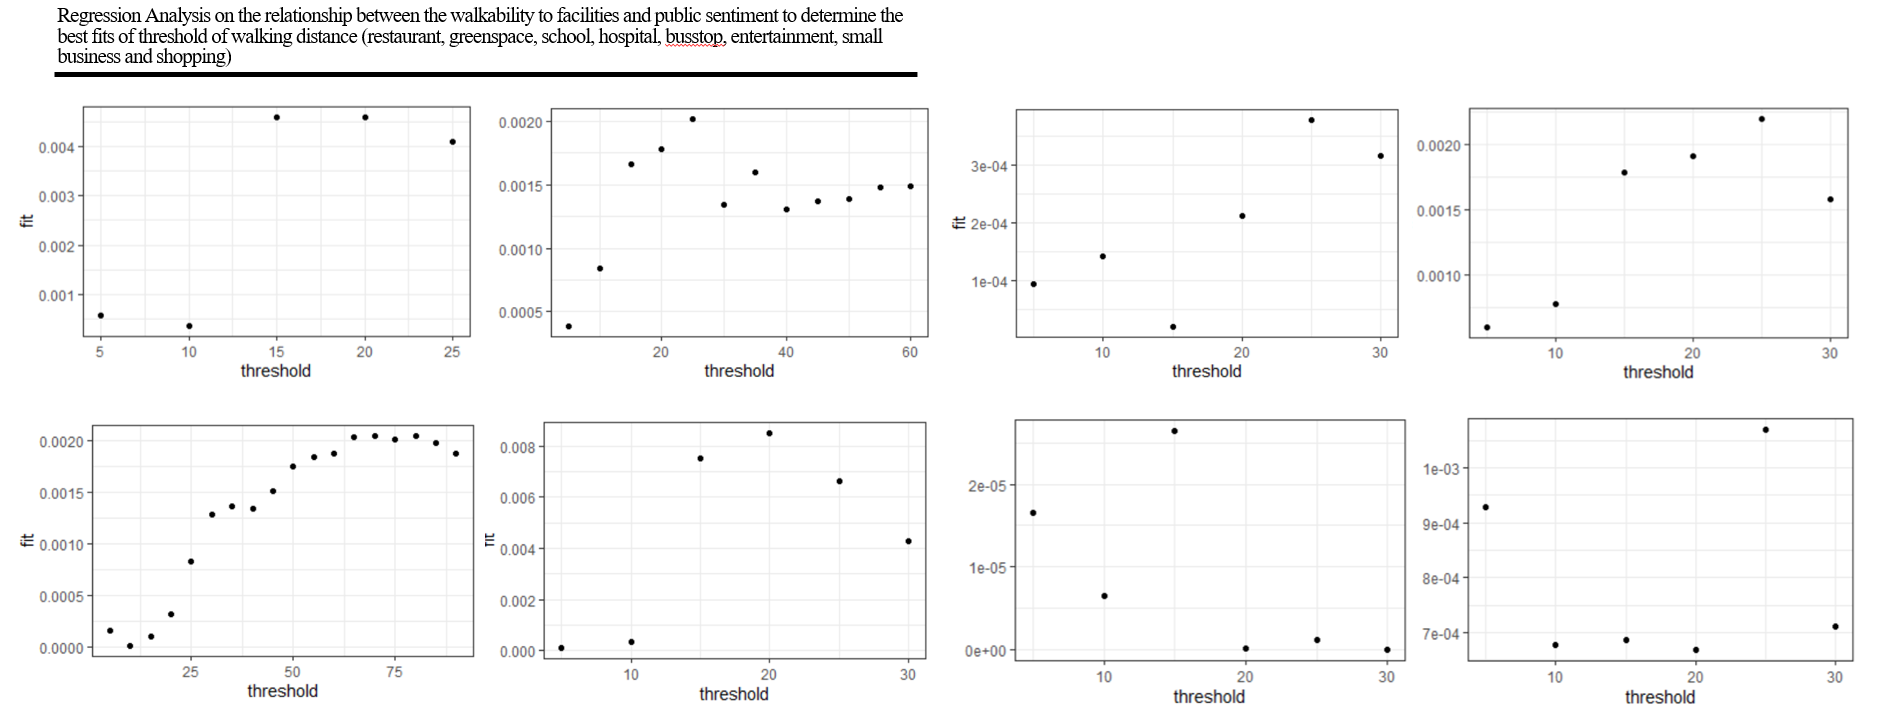 Regression Analysis on the relationship between the walkability to facilities and public sentiment to determine the
best fits of threshold of walking distance (restaurant, greenspace, school, hospital, busstop, entertainment, small
business and shopping)
fit
0.004
0.003
0.002
0.001
5 10 15 20 25
threshold
0.0020
0.0015
0.0010
0.0005
20 40 60
threshold
fit
3e-04
2e-04
1e-04
10 20 30
threshold
0.0020
0.0015
0.0010
10 20 30
threshold
fit
0.0020
0.0015
0.0010
0.0005
0.0000
25 50 75
threshold
fit
0.008
0.006
0.004
0.002
0.000
10 20 30
threshold
2e-05
1e-05
0e+00
10 20 30
threshold
1e-03
9e-04
8e-04
7e-04
10 20 30
threshold